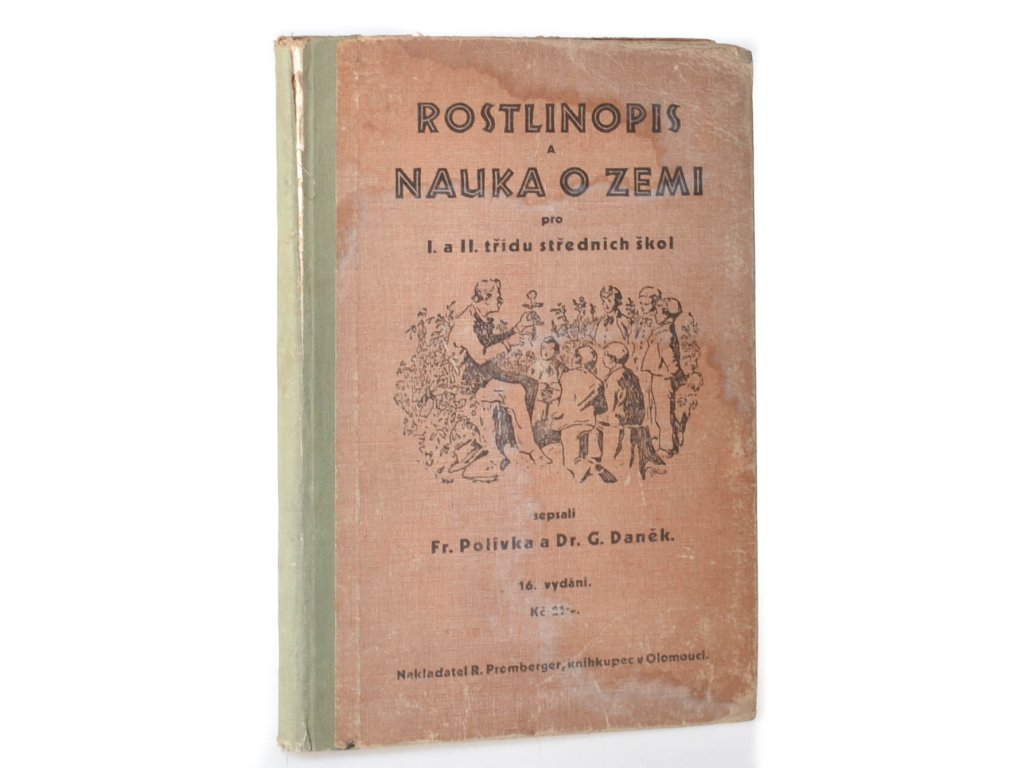 ROSTLINOPIS
A
NAUKA O ZEMI
pro
I. a II. třídu středních škol
sepsali
Fr. Polívka a Dr. G. Daněk.
16. vydání.
Kč
Nakladatel R. Promberger, knihkupec v Olomouci.